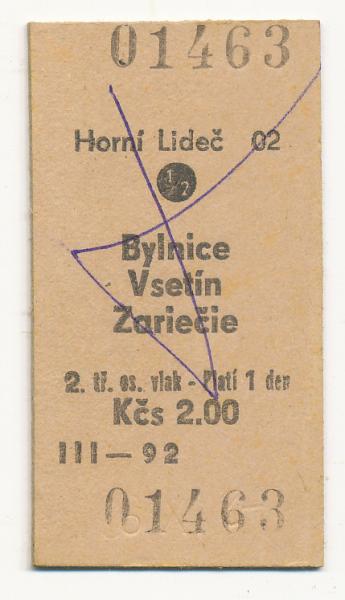 01463
Horní Lideč 02
1/2
Bylnice
Vsetín
Zariečie
2. tř. os. vlak - Platí 1 den
Kčs 2.00
III — 92
01463